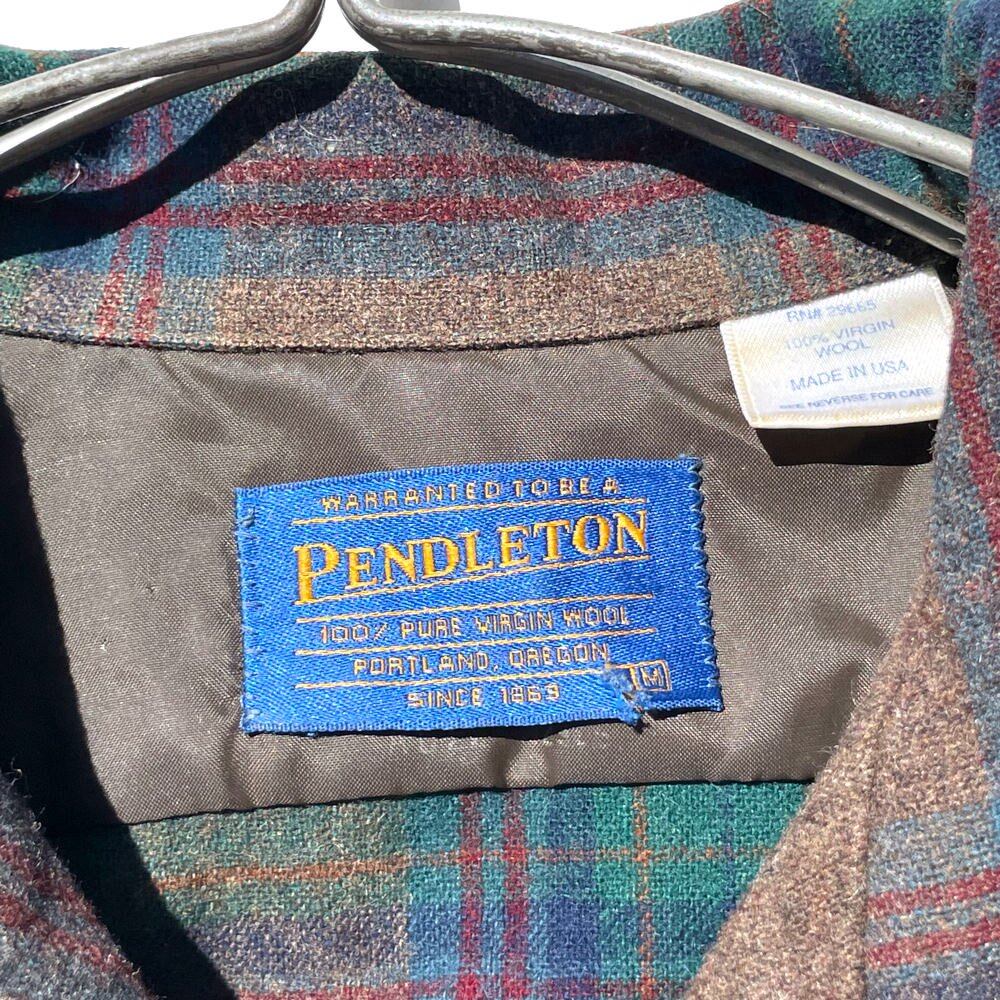 RN# 29665
100% VIRGIN
WOOL
MADE IN USA
SEE REVERSE FOR CARE
WARRANTED TO BE A
PENDLETON
100% PURE VIRGIN WOOL
PORTLAND, OREGON
SINCE 1863
M